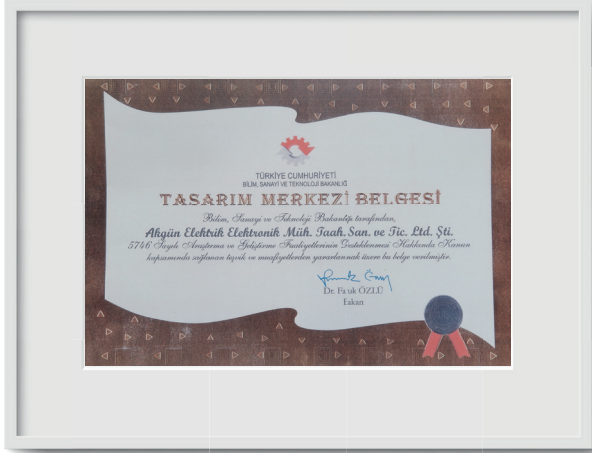 TÜRKİYE CUMHURİYETİ
BİLİM, SANAYİ VE TEKNOLOJİ BAKANLIĞI
TASARIM MERKEZİ BELGESİ
Bilim, Sanayi ve Teknoloji Bakanlığı tarafından,
Akgün Elektrik Elektronik Müh. Taah. San. ve Tic. Ltd. Şti.
5746 Sayılı Araştırma ve Geliştirme Faaliyetlerinin Desteklenmesi Hakkında Kanun
kapsamında sağlanan teşvik ve muafiyetlerden yararlanmak üzere bu belge verilmiştir.
Dr. Fa uk ÖZLÜ